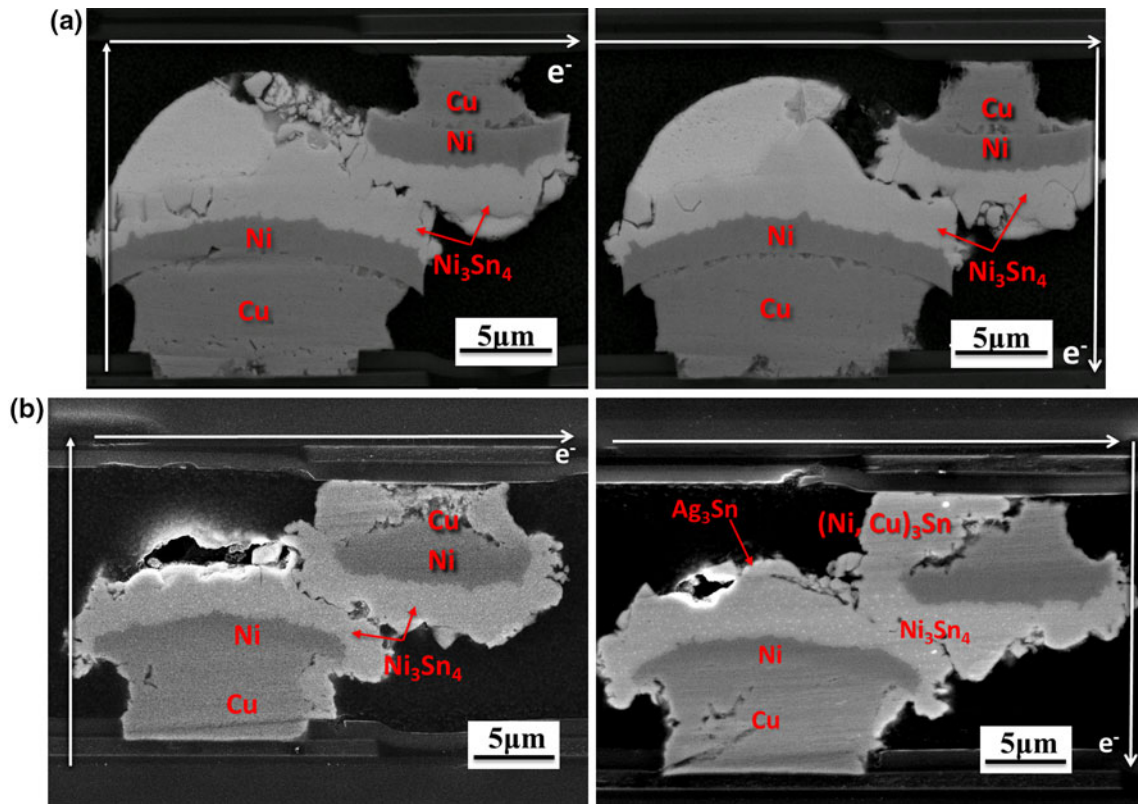 (a)
e-
Cu
Ni
Ni
Ni3Sn4
Cu
5μm
Cu
Ni
Ni
Ni3Sn4
Cu
5μm
e-
(b)
e-
Cu
Ni
Ni
Ni3Sn4
Cu
5μm
Ag3Sn
(Ni, Cu)3Sn
Ni3Sn4
Ni
Cu
5μm
e-